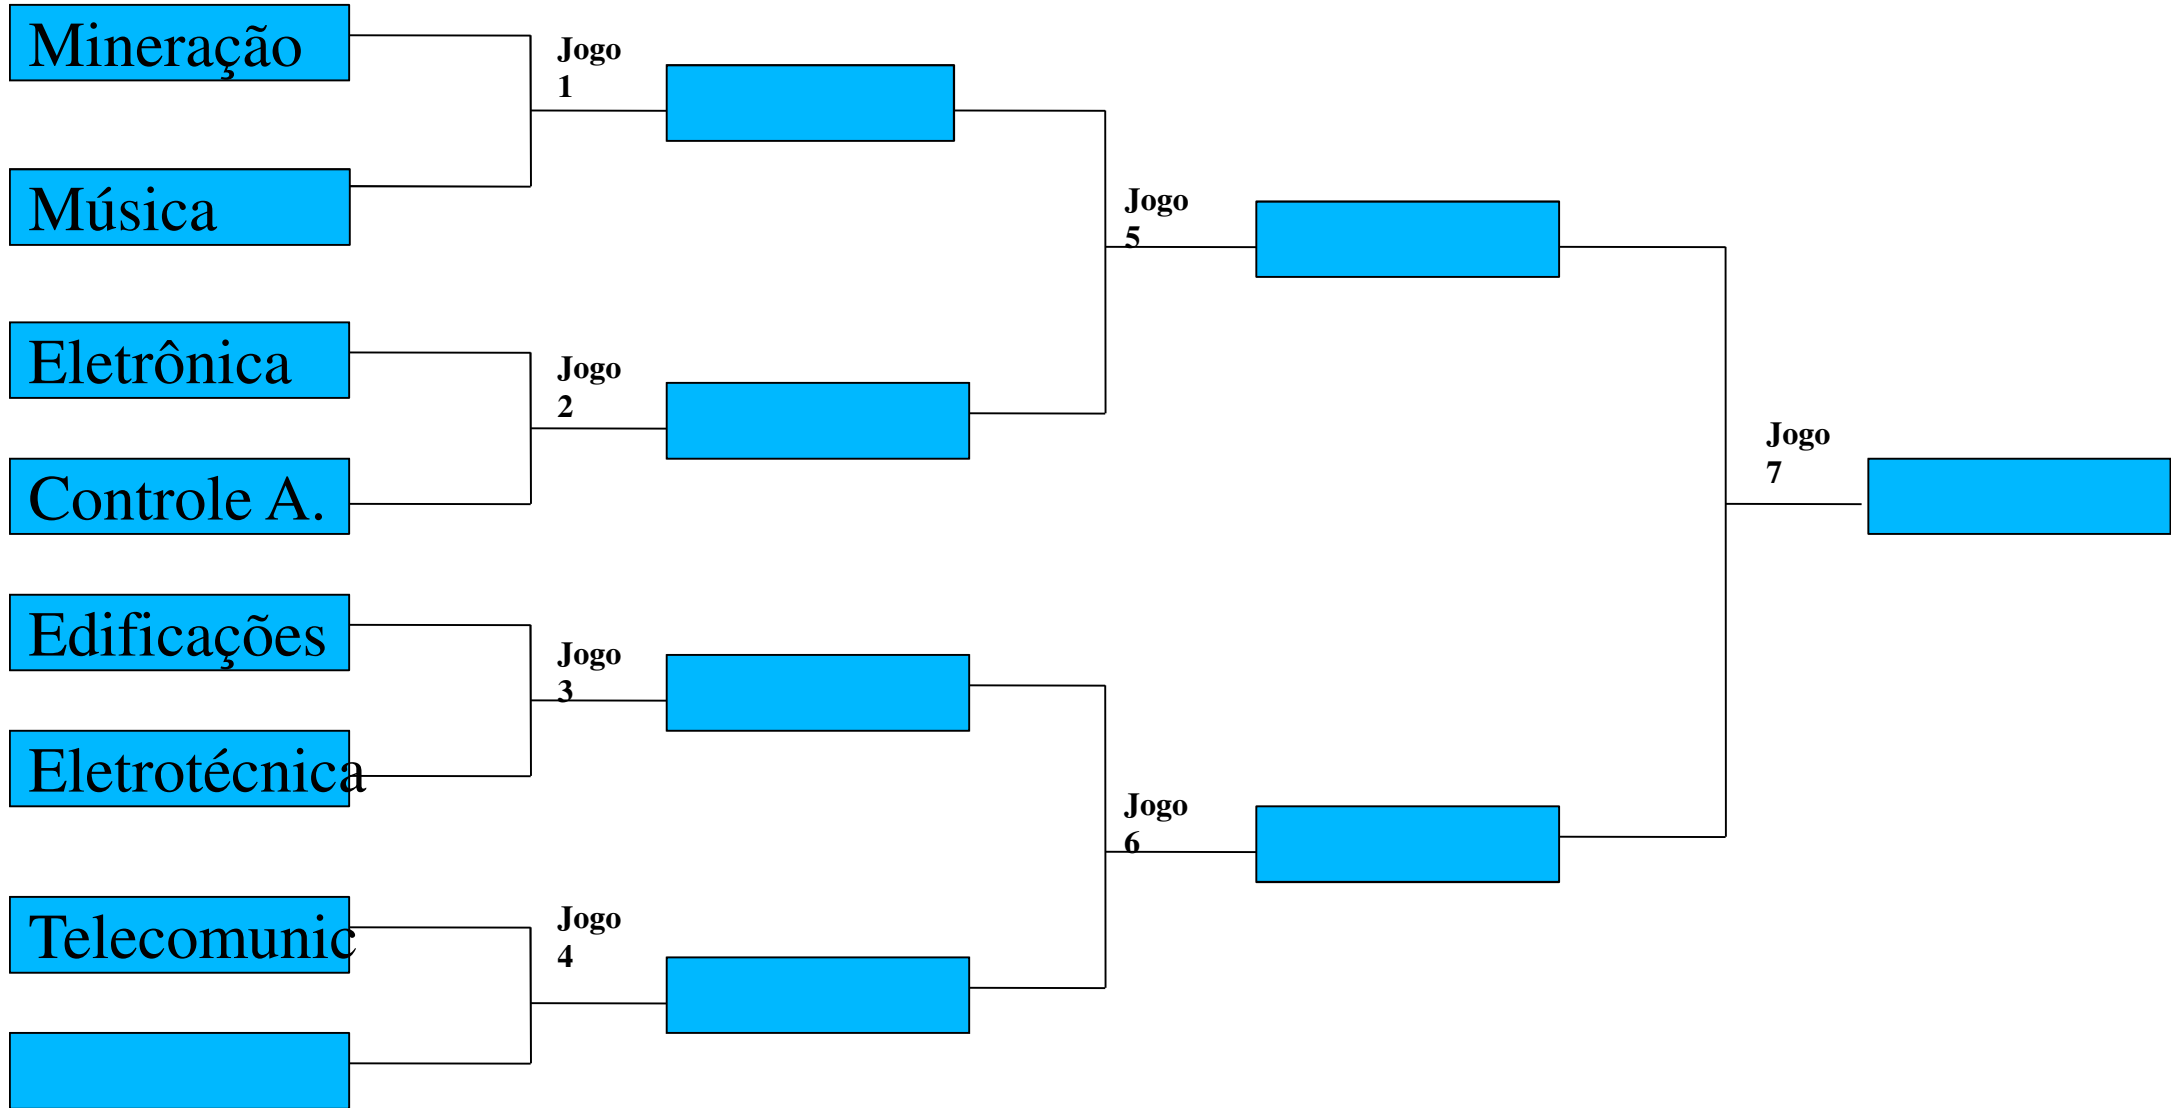 Mineração
Jogo
1
Música
Jogo
5
Eletrônica
Jogo
2
Controle A.
Jogo
7
Edificações
Jogo
3
Eletrotécnica
Jogo
6
Telecomunic
Jogo
4